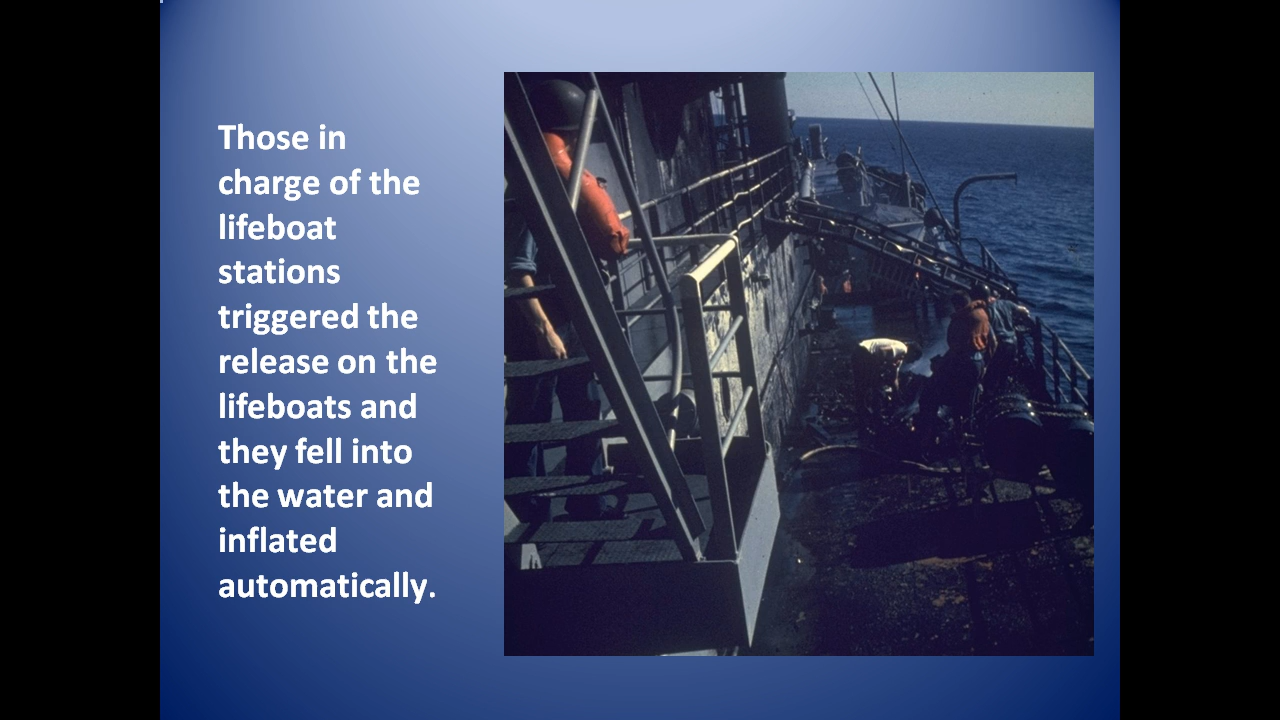 Those in
charge of the
lifeboat
stations
triggered the
release on the
lifeboats and
they fell into
the water and
inflated
automatically.